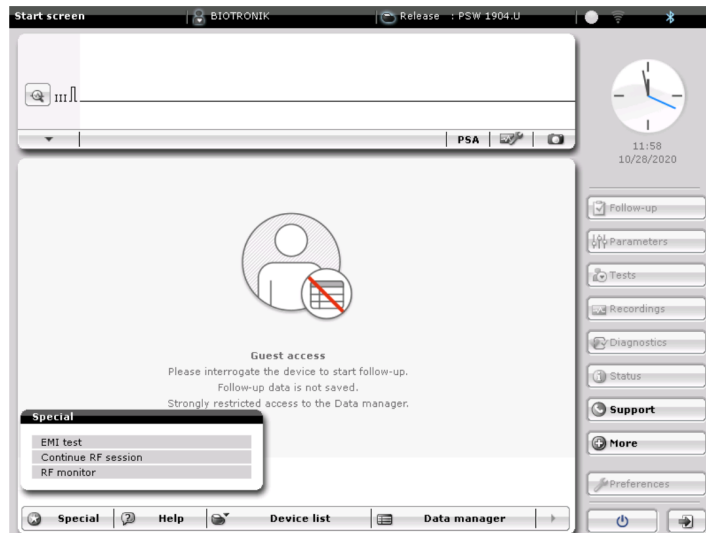 Start screen
BIOTRONIK
Release : PSW 1904.U
PSA
11:58
10/28/2020
Follow-up
Parameters
Tests
Recordings
Diagnostics
Status
Support
More
Preferences
Guest access
Please interrogate the device to start follow-up.
Follow-up data is not saved.
Strongly restricted access to the Data manager.
Special
EMI test
Continue RF session
RF monitor
Special
Help
Device list
Data manager